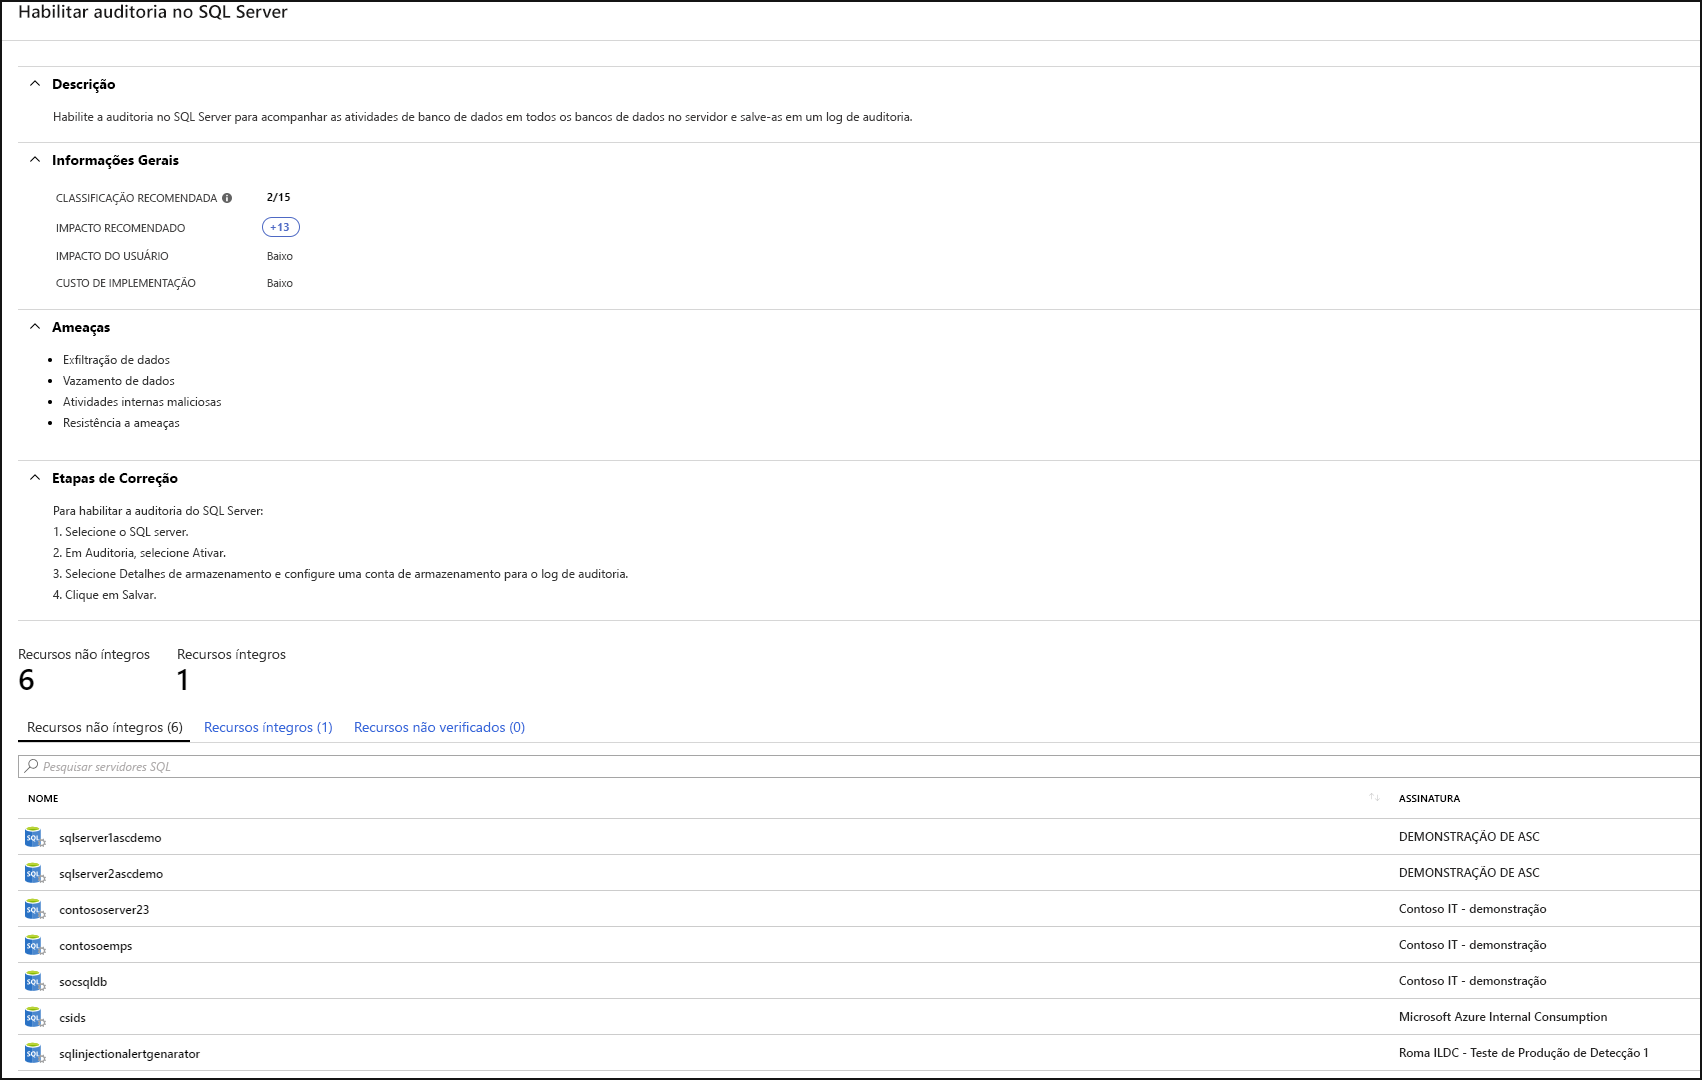 Habilitar auditoria no SQL Server
Descrição
Habilite a auditoria no SQL Server para acompanhar as atividades de banco de dados em todos os bancos de dados no servidor e salve-as em um log de auditoria.
Informações Gerais
CLASSIFICAÇÃO RECOMENDADA 2/15
IMPACTO RECOMENDADO +13
IMPACTO DO USUÁRIO Baixo
CUSTO DE IMPLEMENTAÇÃO Baixo
Ameaças
• Exfiltração de dados
• Vazamento de dados
• Atividades internas maliciosas
• Resistência a ameaças
Etapas de Correção
Para habilitar a auditoria do SQL Server:
1. Selecione o SQL server.
2. Em Auditoria, selecione Ativar.
3. Selecione Detalhes de armazenamento e configure uma conta de armazenamento para o log de auditoria.
4. Clique em Salvar.
Recursos não íntegros Recursos íntegros
6 1
Recursos não íntegros (6) Recursos íntegros (1) Recursos não verificados (0)
Pesquisar servidores SQL
NOME ASSINATURA
sqlserver1ascdemo DEMONSTRAÇÃO DE ASC
sqlserver2ascdemo DEMONSTRAÇÃO DE ASC
contososerver23 Contoso IT - demonstração
contosoemps Contoso IT - demonstração
socsqldb Contoso IT - demonstração
csids Microsoft Azure Internal Consumption
sqlinjectionalertgenarator Roma ILDC - Teste de Produção de Detecção 1